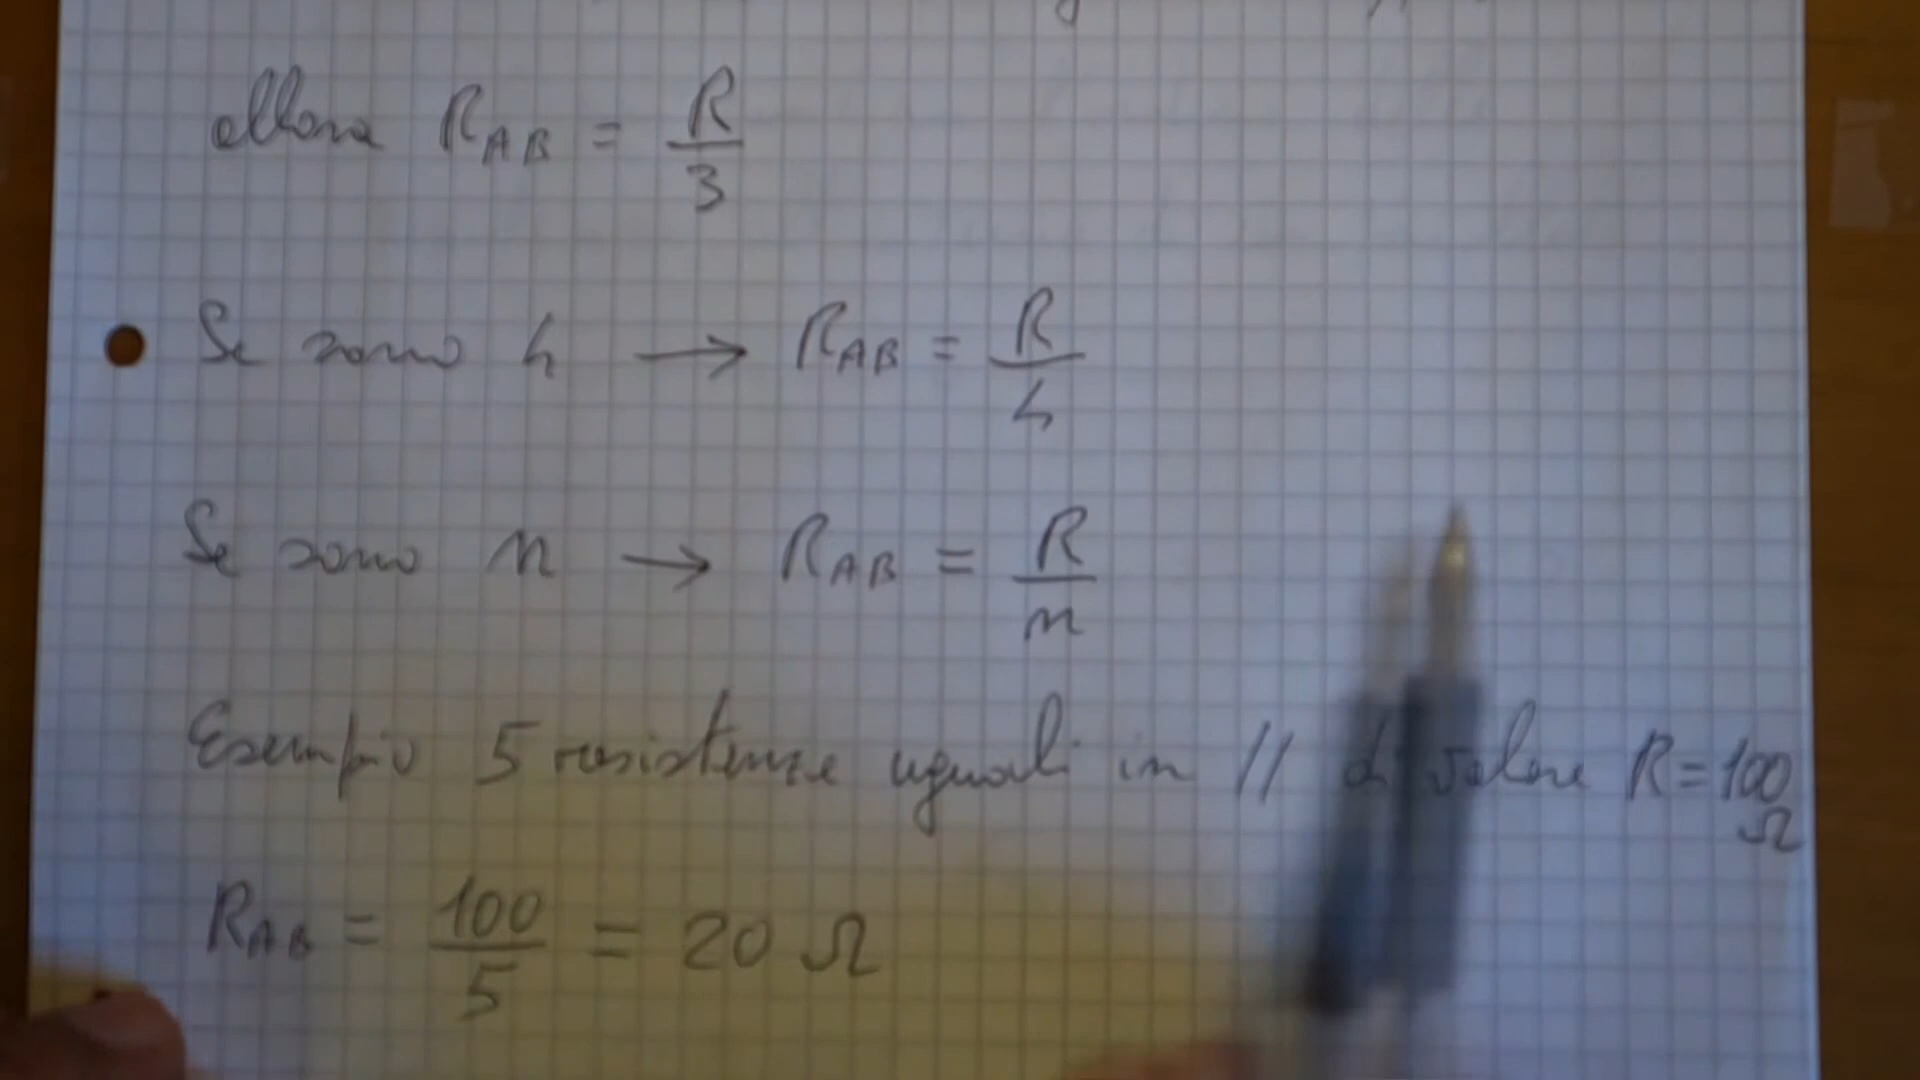 allora R_AB = R/3
Se sono 4 → R_AB = R/4
Se sono n → R_AB = R/n
Esempio 5 resistenze uguali in // di valore R = 100 Ω
R_AB = 100/5 = 20 Ω